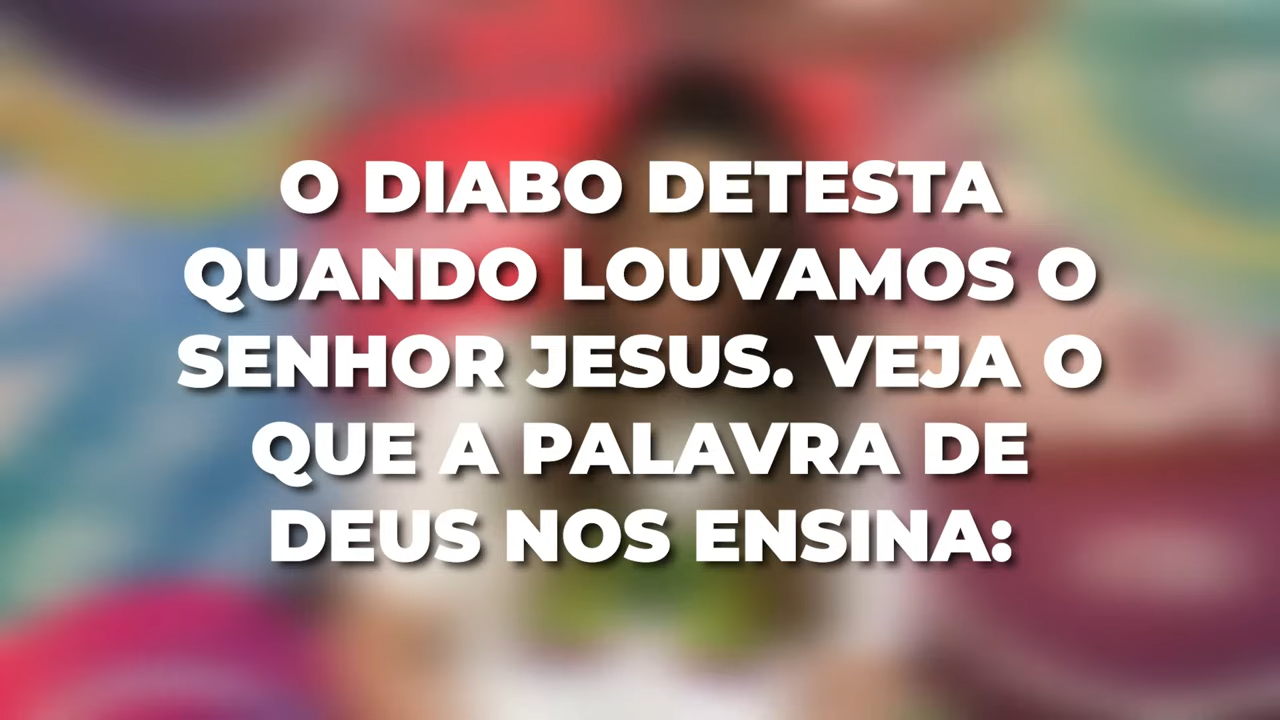 O DIABO DETESTA
QUANDO LOUVAMOS O
SENHOR JESUS. VEJA O
QUE A PALAVRA DE
DEUS NOS ENSINA: